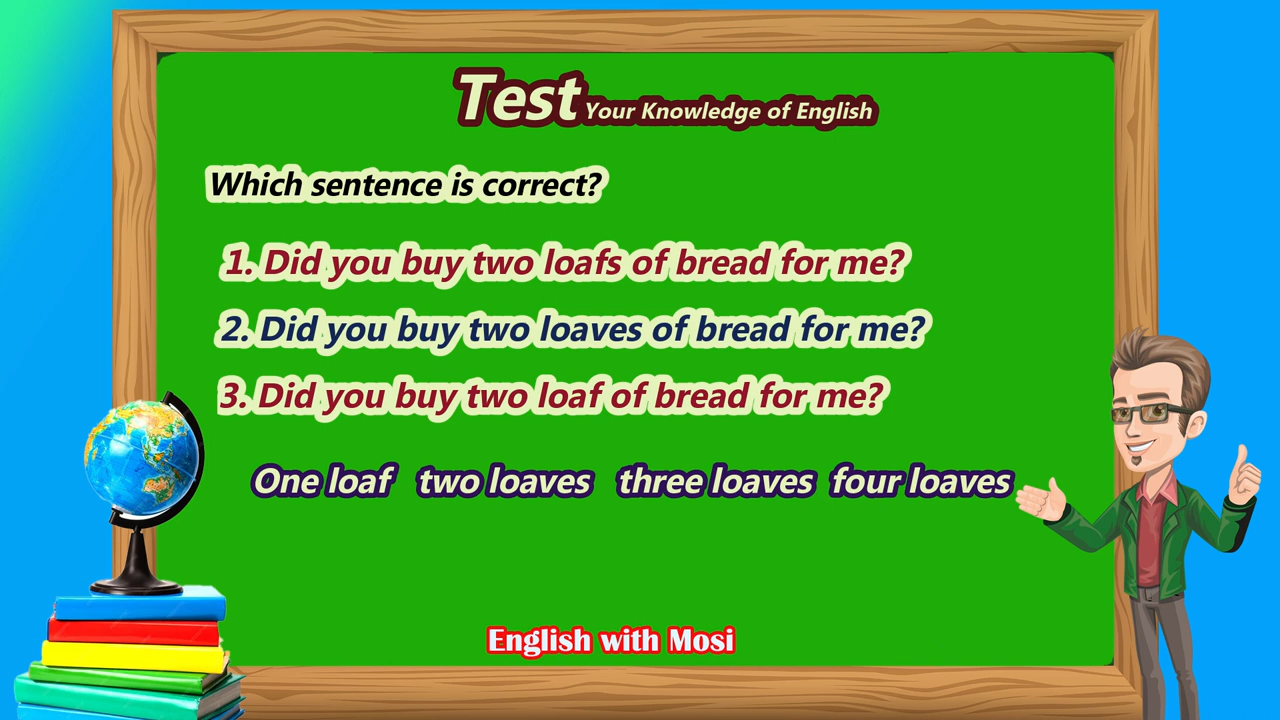 Test Your Knowledge of English
Which sentence is correct?
1. Did you buy two loafs of bread for me?
2. Did you buy two loaves of bread for me?
3. Did you buy two loaf of bread for me?
One loaf two loaves three loaves four loaves
English with Mosi